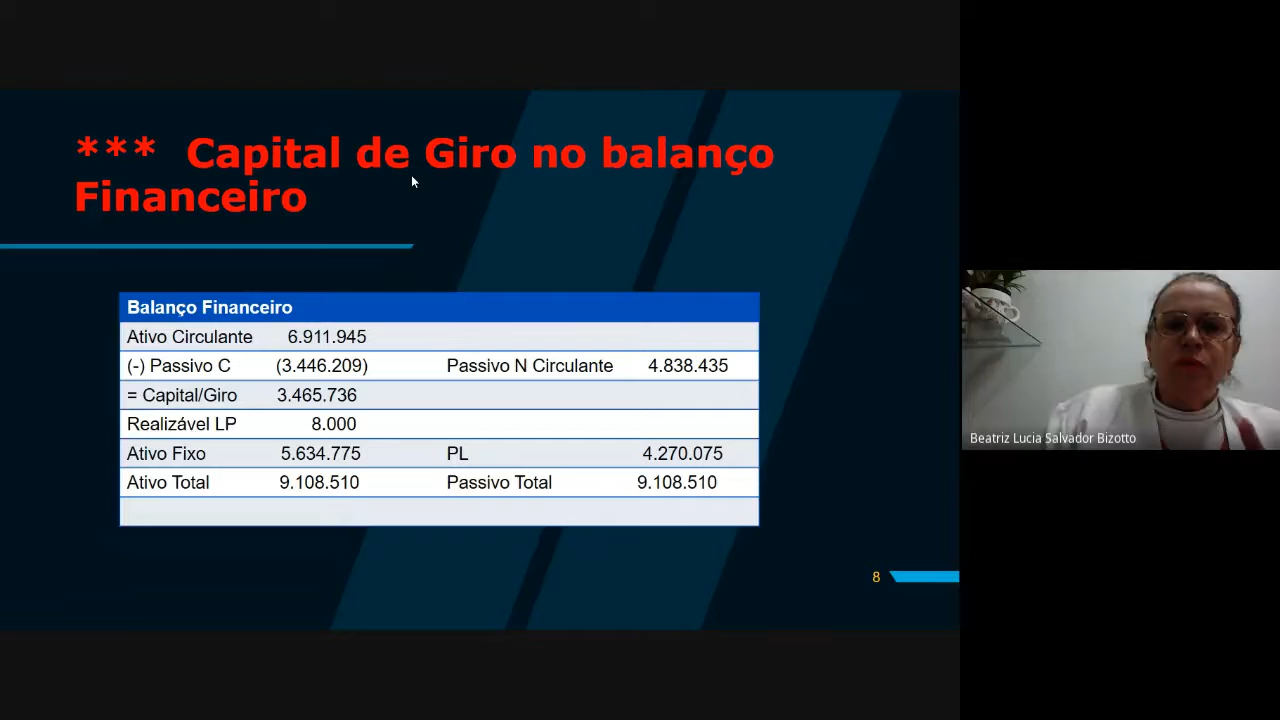 *** Capital de Giro no balanço
Financeiro
Balanço Financeiro
Ativo Circulante 6.911.945
(-) Passivo C (3.446.209) Passivo N Circulante 4.838.435
= Capital/Giro 3.465.736
Realizável LP 8.000
Ativo Fixo 5.634.775 PL 4.270.075
Ativo Total 9.108.510 Passivo Total 9.108.510
8
Beatriz Lucia Salvador Bizotto